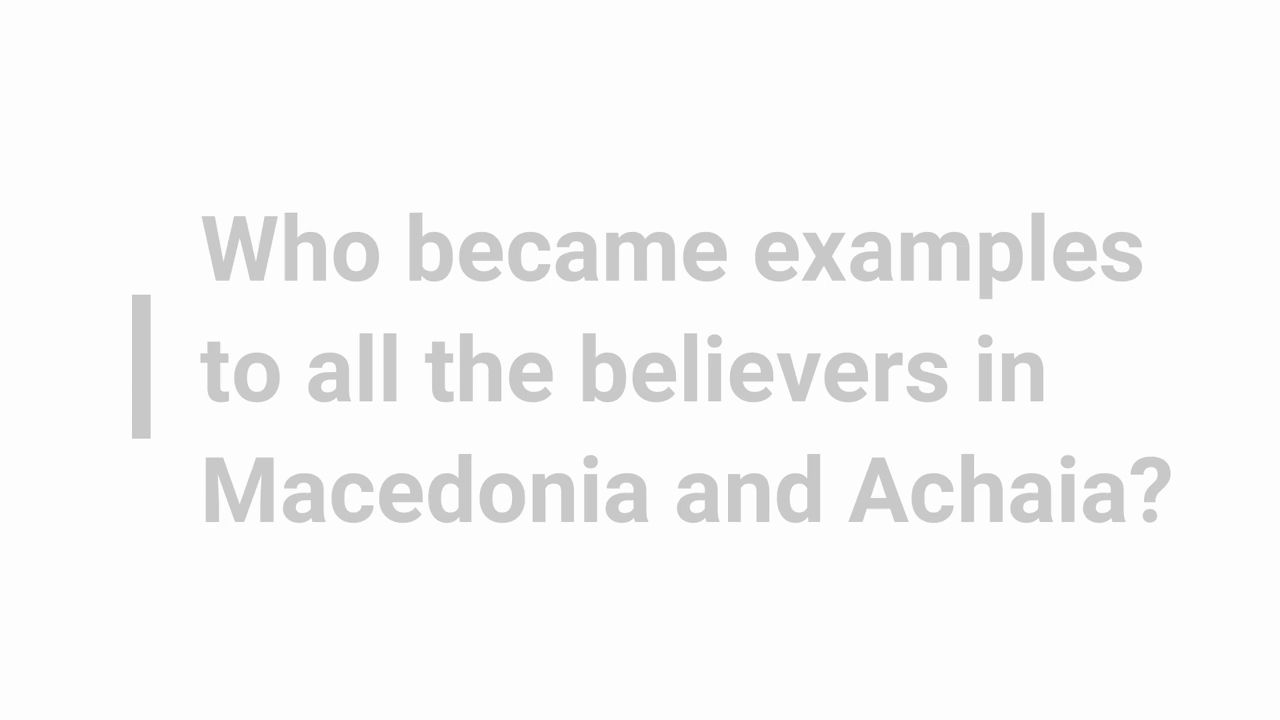 Who became examples
to all the believers in
Macedonia and Achaia?